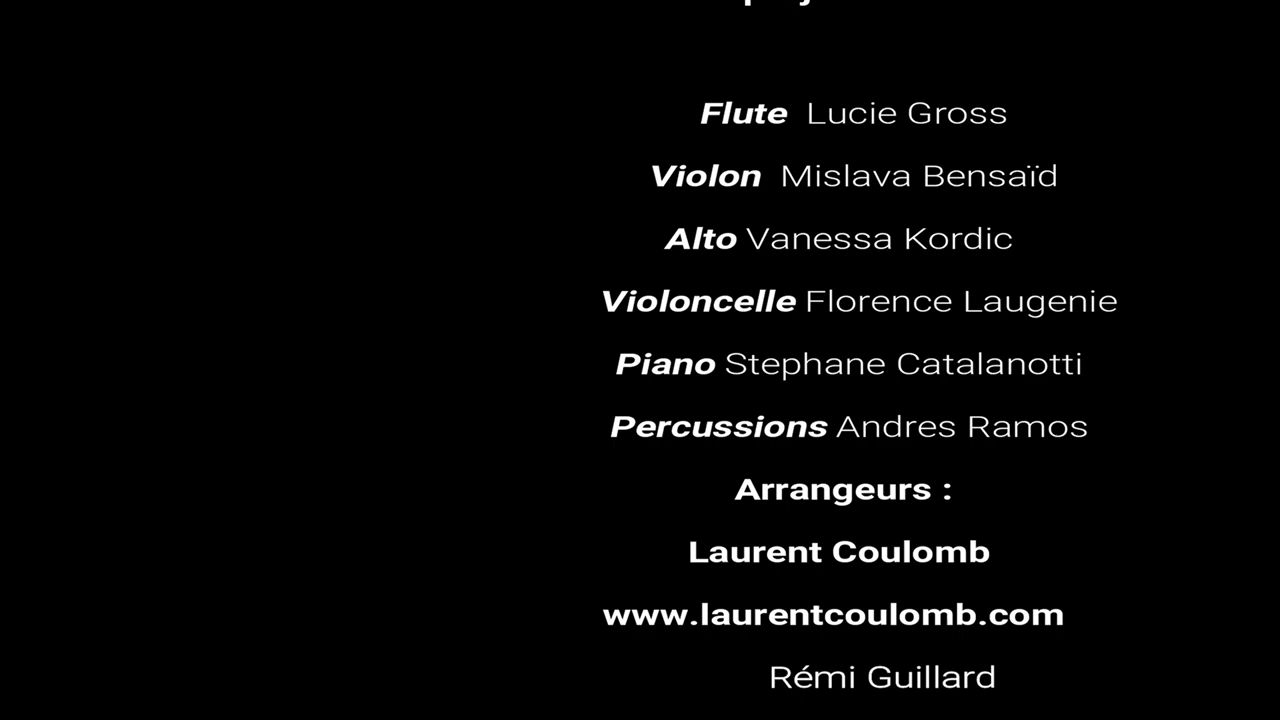 Flute Lucie Gross
Violon Mislava Bensaïd
Alto Vanessa Kordic
Violoncelle Florence Laugenie
Piano Stephane Catalanotti
Percussions Andres Ramos
Arrangeurs :
Laurent Coulomb
www.laurentcoulomb.com
Rémi Guillard